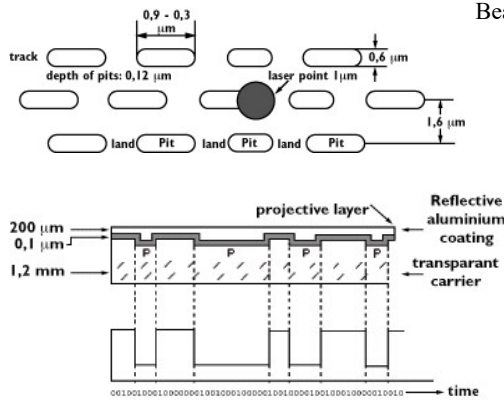 Bea
0,9 - 0,3
μm
track
0,6 μm
depth of pits: 0,12 μm
laser point 1μm
1,6 μm
land Pit land Pit land Pit
projective layer
Reflective
aluminium
coating
200 μm
0,1 μm
P P P P
1,2 mm
transparant
carrier
time